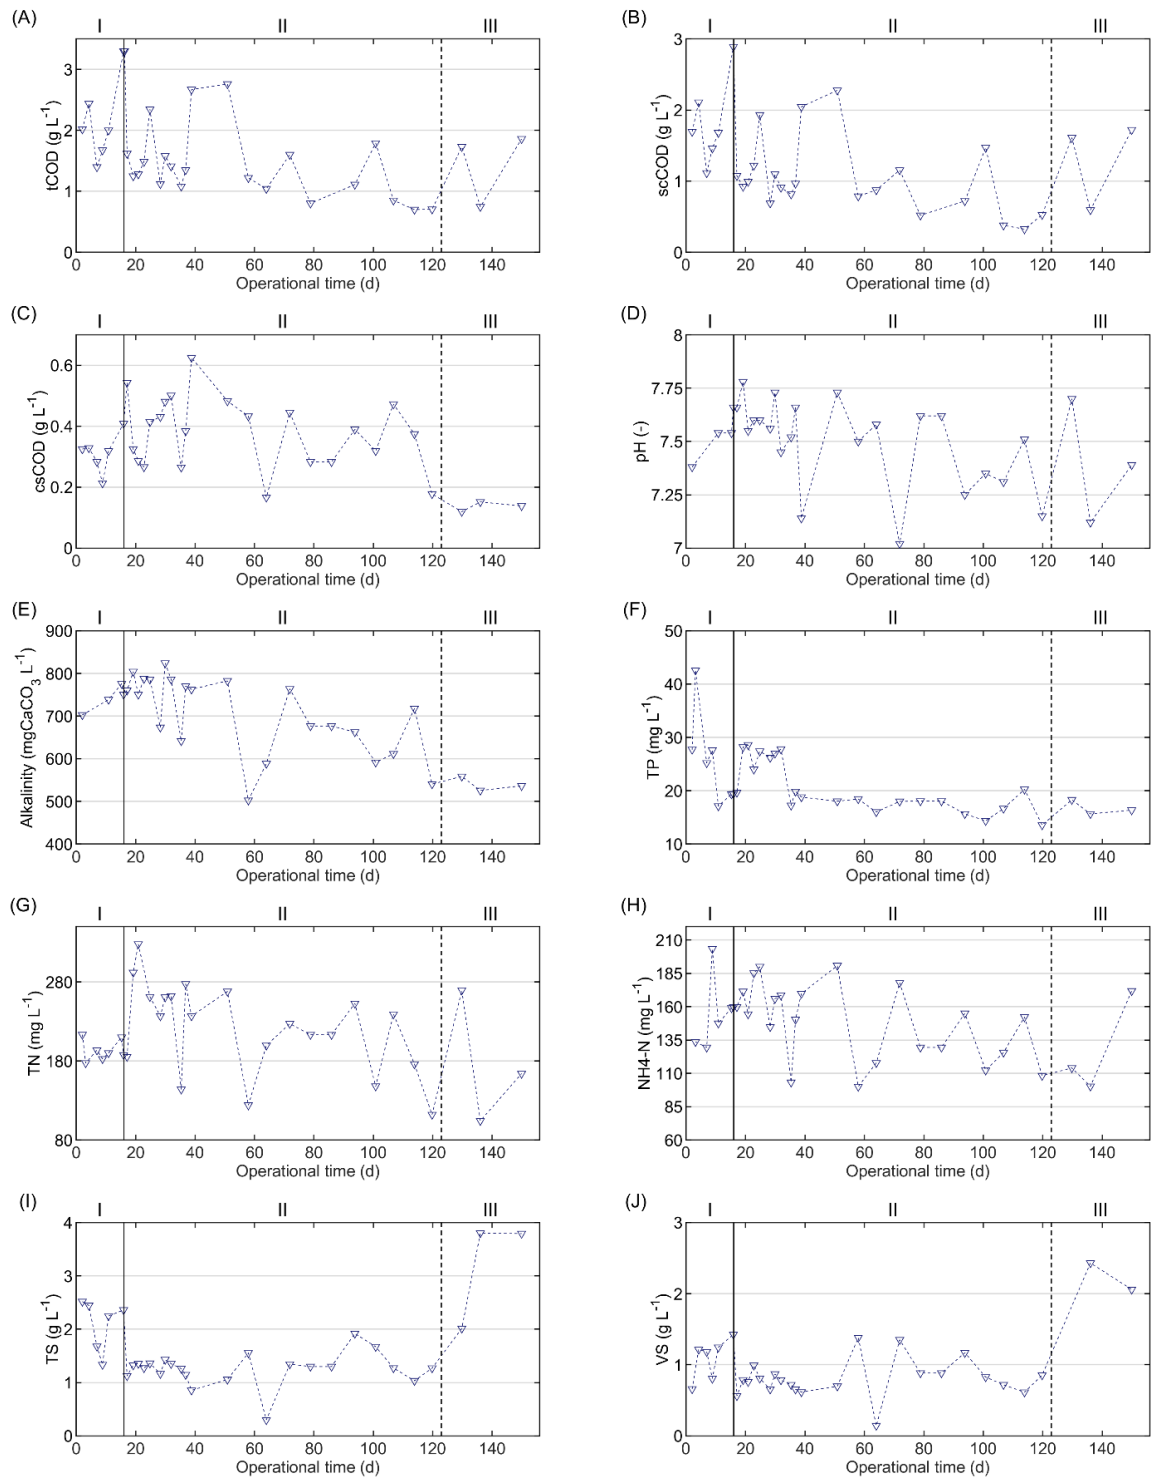 (A)
I II III
tCOD (g L⁻¹)
3
2
1
0
0 20 40 60 80 100 120 140
Operational time (d)
(B)
I II III
scCOD (g L⁻¹)
3
2
1
0
0 20 40 60 80 100 120 140
Operational time (d)
(C)
I II III
csCOD (g L⁻¹)
0.6
0.4
0.2
0
0 20 40 60 80 100 120 140
Operational time (d)
(D)
I II III
pH (-)
8
7.75
7.5
7.25
7
0 20 40 60 80 100 120 140
Operational time (d)
(E)
I II III
Alkalinity (mgCaCO₃ L⁻¹)
900
800
700
600
500
400
0 20 40 60 80 100 120 140
Operational time (d)
(F)
I II III
TP (mg L⁻¹)
50
40
30
20
10
0 20 40 60 80 100 120 140
Operational time (d)
(G)
I II III
TN (mg L⁻¹)
280
180
80
0 20 40 60 80 100 120 140
Operational time (d)
(H)
I II III
NH4-N (mg L⁻¹)
210
185
160
135
110
85
60
0 20 40 60 80 100 120 140
Operational time (d)
(I)
I II III
TS (g L⁻¹)
4
3
2
1
0
0 20 40 60 80 100 120 140
Operational time (d)
(J)
I II III
VS (g L⁻¹)
3
2
1
0
0 20 40 60 80 100 120 140
Operational time (d)